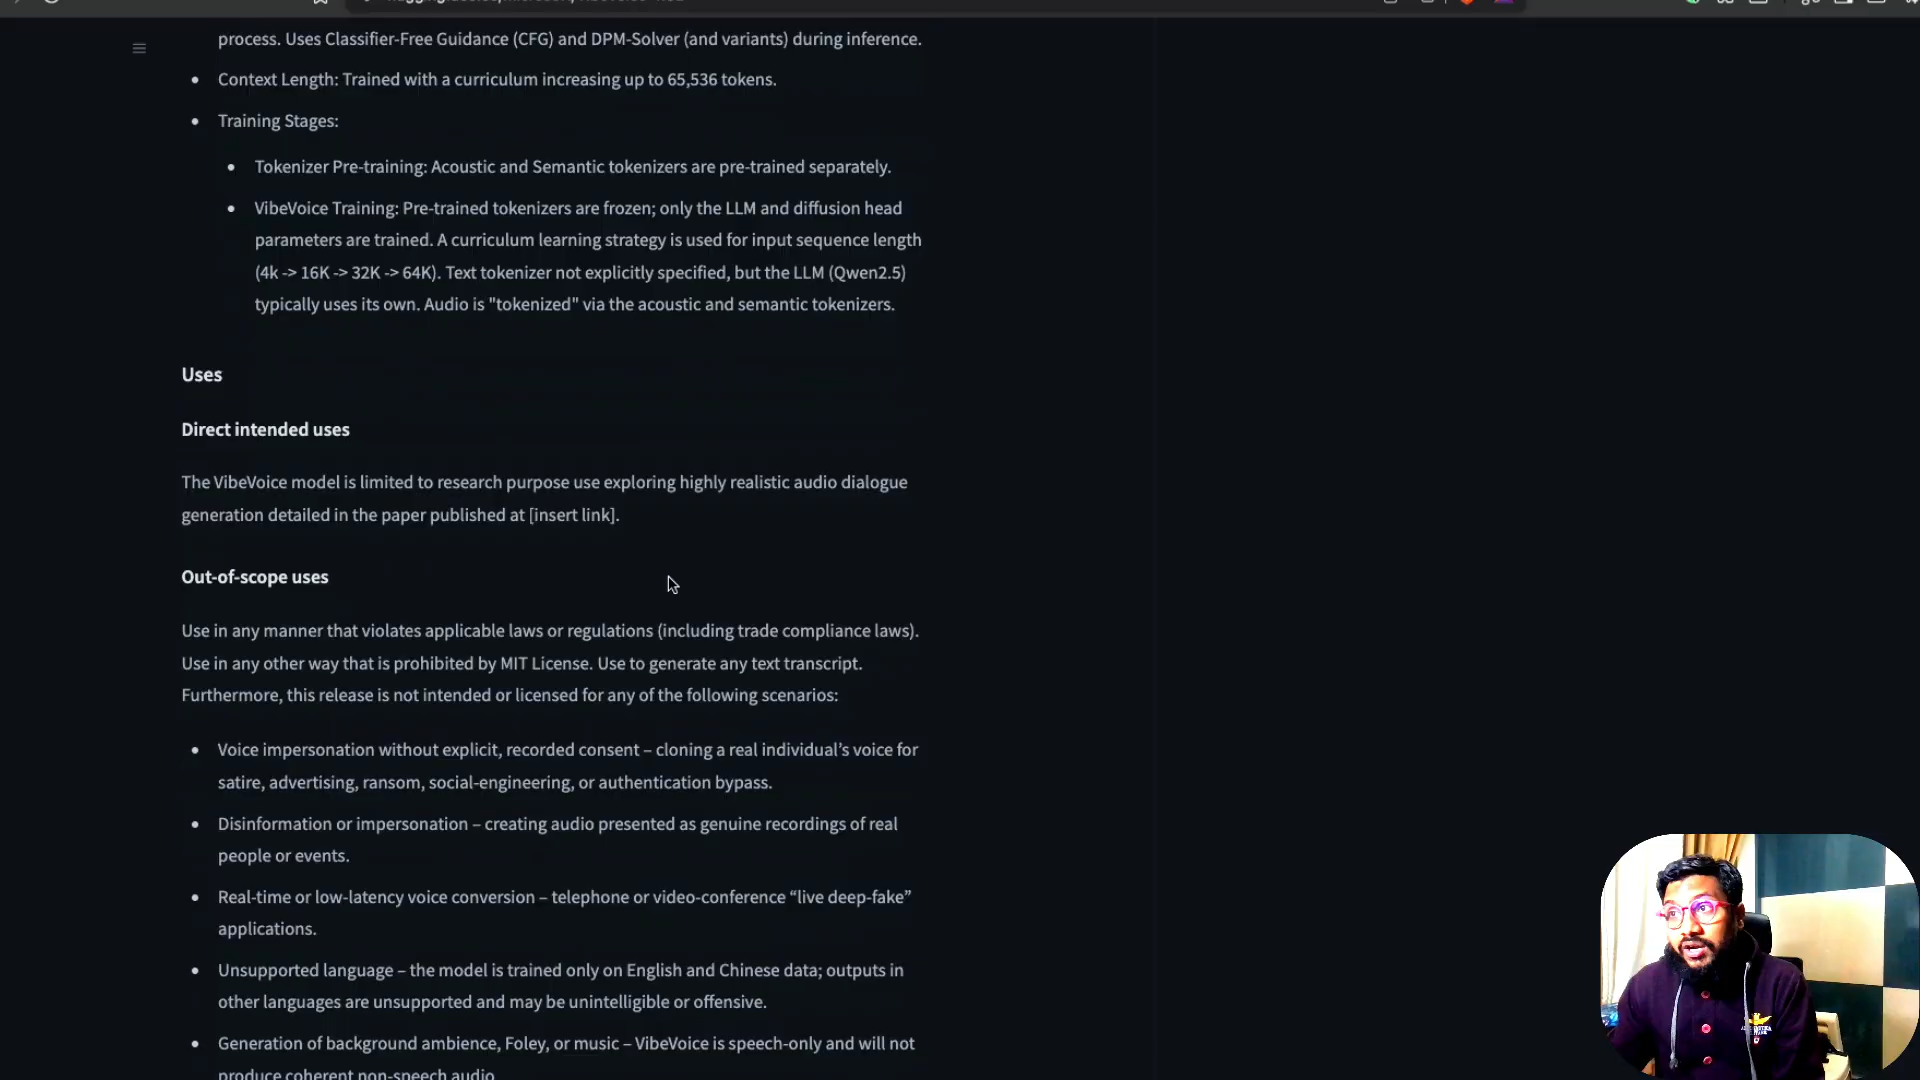 process. Uses Classifier-Free Guidance (CFG) and DPM-Solver (and variants) during inference.
• Context Length: Trained with a curriculum increasing up to 65,536 tokens.
• Training Stages:
• Tokenizer Pre-training: Acoustic and Semantic tokenizers are pre-trained separately.
• VibeVoice Training: Pre-trained tokenizers are frozen; only the LLM and diffusion head
parameters are trained. A curriculum learning strategy is used for input sequence length
(4k -> 16K -> 32K -> 64K). Text tokenizer not explicitly specified, but the LLM (Qwen2.5)
typically uses its own. Audio is "tokenized" via the acoustic and semantic tokenizers.
Uses
Direct intended uses
The VibeVoice model is limited to research purpose use exploring highly realistic audio dialogue
generation detailed in the paper published at [insert link].
Out-of-scope uses
Use in any manner that violates applicable laws or regulations (including trade compliance laws).
Use in any other way that is prohibited by MIT License. Use to generate any text transcript.
Furthermore, this release is not intended or licensed for any of the following scenarios:
• Voice impersonation without explicit, recorded consent – cloning a real individual’s voice for
satire, advertising, ransom, social-engineering, or authentication bypass.
• Disinformation or impersonation – creating audio presented as genuine recordings of real
people or events.
• Real-time or low-latency voice conversion – telephone or video-conference “live deep-fake”
applications.
• Unsupported language – the model is trained only on English and Chinese data; outputs in
other languages are unsupported and may be unintelligible or offensive.
• Generation of background ambience, Foley, or music – VibeVoice is speech-only and will not
produce coherent non-speech audio